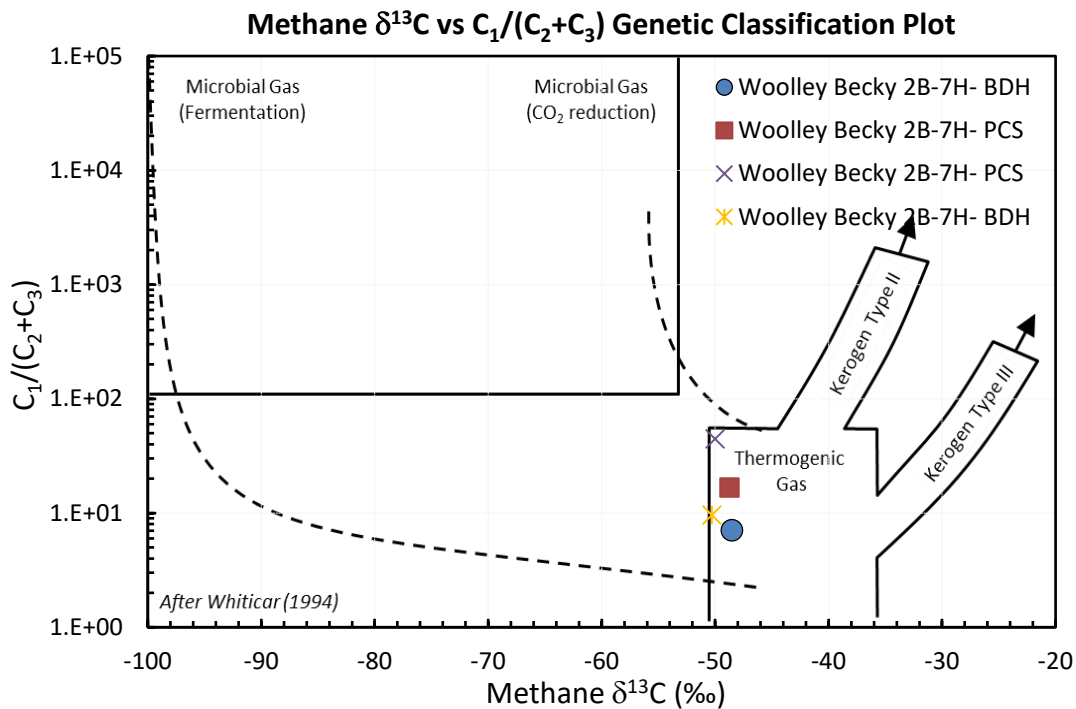 Methane δ¹³C vs C₁/(C₂+C₃) Genetic Classification Plot
1.E+05
1.E+04
1.E+03
1.E+02
1.E+01
1.E+00
C₁/(C₂+C₃)
Microbial Gas
(Fermentation)
Microbial Gas
(CO₂ reduction)
Woolley Becky 2B-7H- BDH
Woolley Becky 2B-7H- PCS
Woolley Becky 2B-7H- PCS
Woolley Becky 2B-7H- BDH
Kerogen Type II
Kerogen Type III
Thermogenic
Gas
After Whiticar (1994)
-100 -90 -80 -70 -60 -50 -40 -30 -20
Methane δ¹³C (‰)